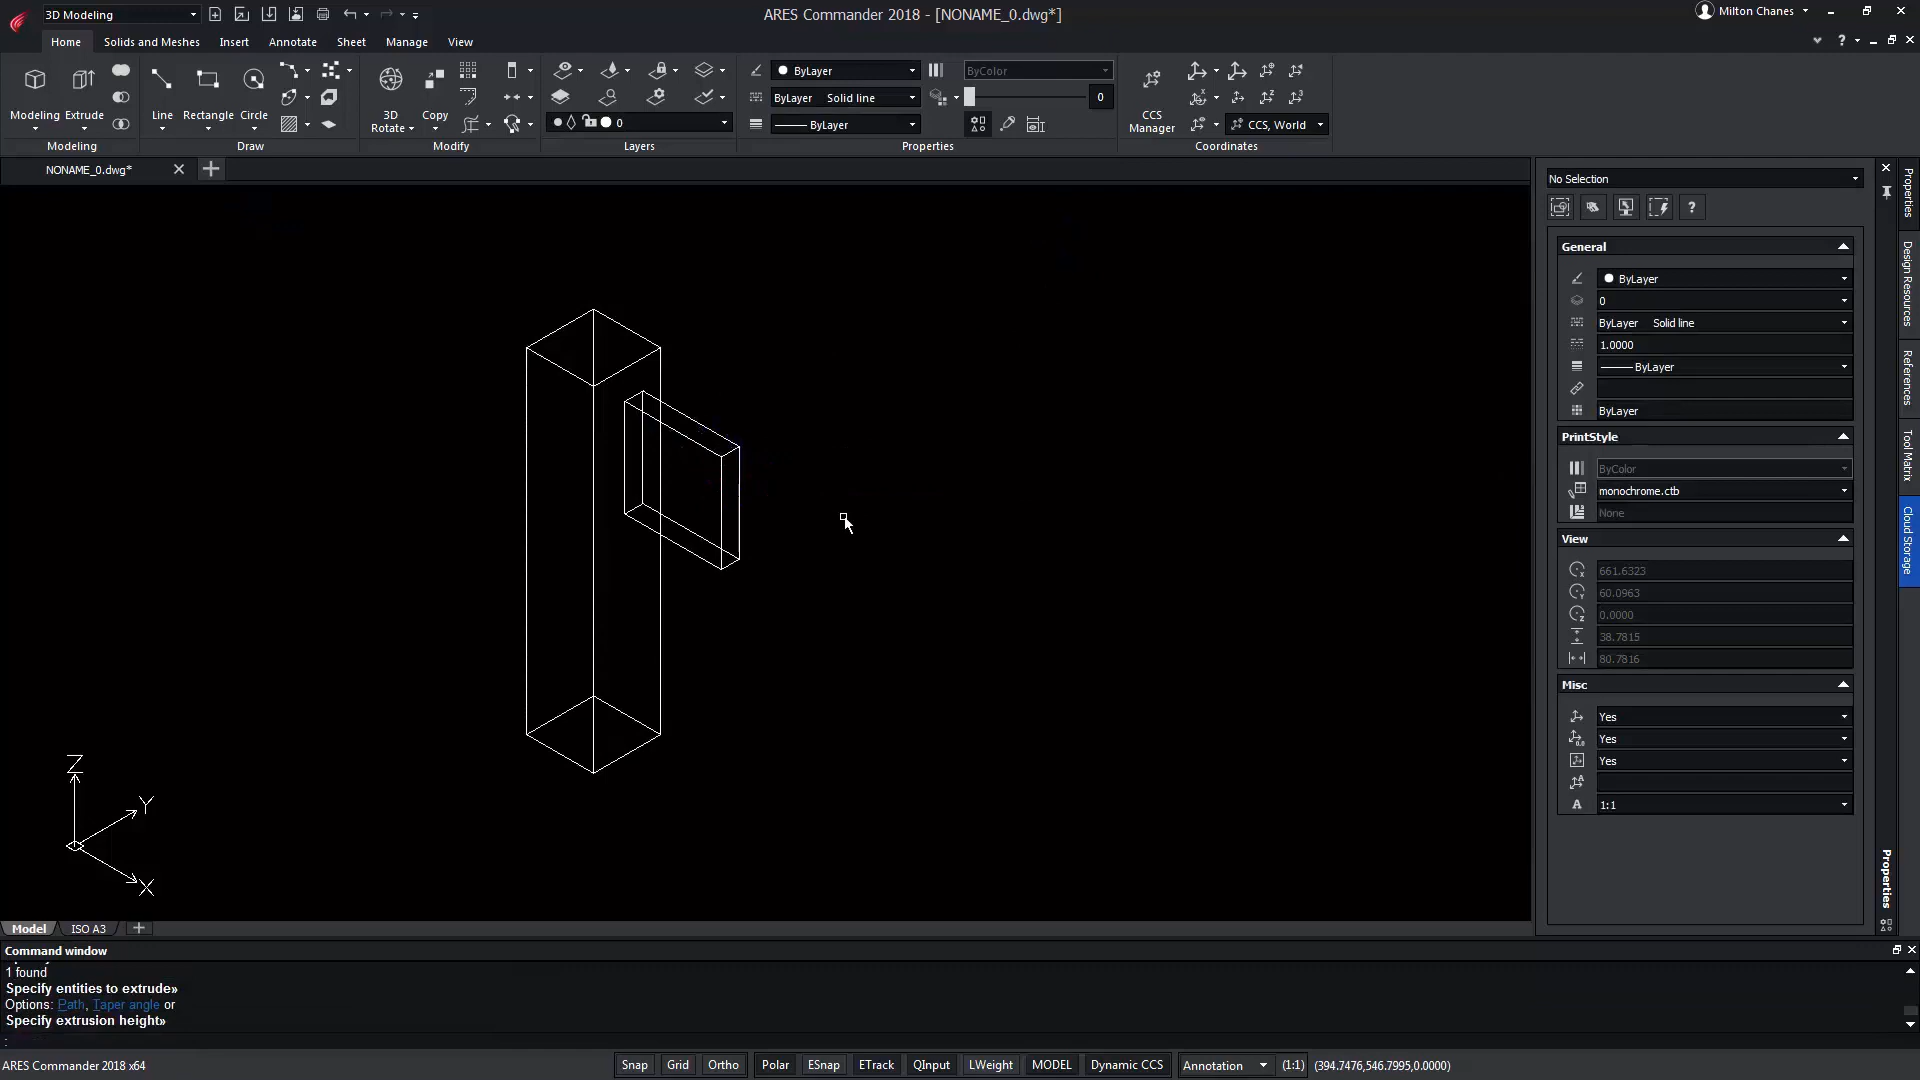 3D Modeling
ARES Commander 2018 - [NONAME_0.dwg*]
Milton Chanes
Home Solids and Meshes Insert Annotate Sheet Manage View
Modeling Extrude
Line Rectangle Circle
3D Rotate Copy
0
ByLayer
ByLayer Solid line
ByLayer
ByColor
0
CCS Manager
CCS, World
Modeling Draw Modify Layers Properties Coordinates
NONAME_0.dwg*
No Selection
General
ByLayer
0
ByLayer Solid line
1.0000
ByLayer
ByLayer
PrintStyle
ByColor
monochrome.ctb
None
View
661.6323
60.0963
0.0000
38.7815
80.7816
Misc
Yes
Yes
Yes
1:1
Properties
Properties
Design Resources
References
Tool Matrix
Cloud Storage
Z
Y
X
Model ISO A3
Command window
1 found
Specify entities to extrude»
Options: Path, Taper angle or
Specify extrusion height»
:
ARES Commander 2018 x64
Snap Grid Ortho Polar ESnap ETrack QInput LWeight MODEL Dynamic CCS Annotation (1:1) (394.7476,546.7995,0.0000)